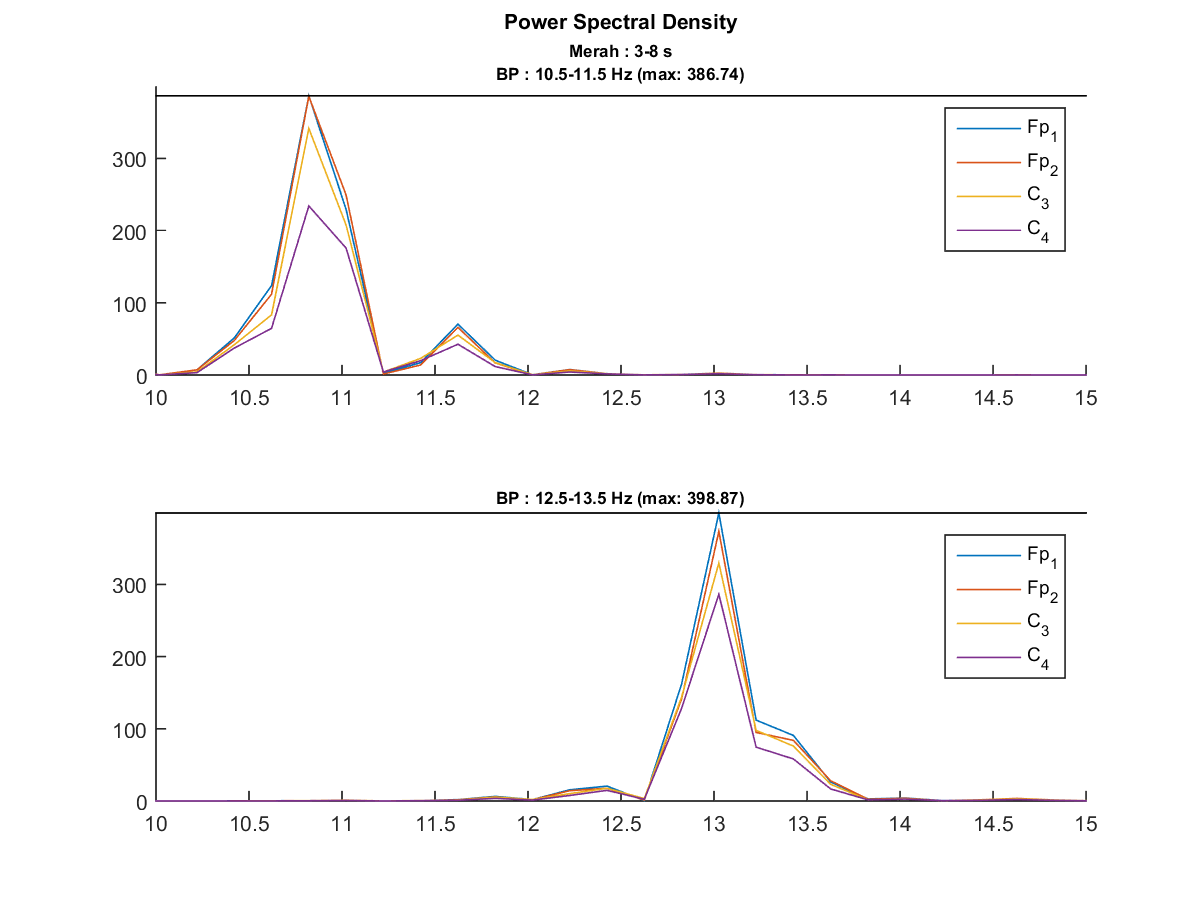 Power Spectral Density
Merah : 3-8 s
BP : 10.5-11.5 Hz (max: 386.74)
300
200
100
0
10 10.5 11 11.5 12 12.5 13 13.5 14 14.5 15
Fp1
Fp2
C3
C4
BP : 12.5-13.5 Hz (max: 398.87)
300
200
100
0
10 10.5 11 11.5 12 12.5 13 13.5 14 14.5 15
Fp1
Fp2
C3
C4